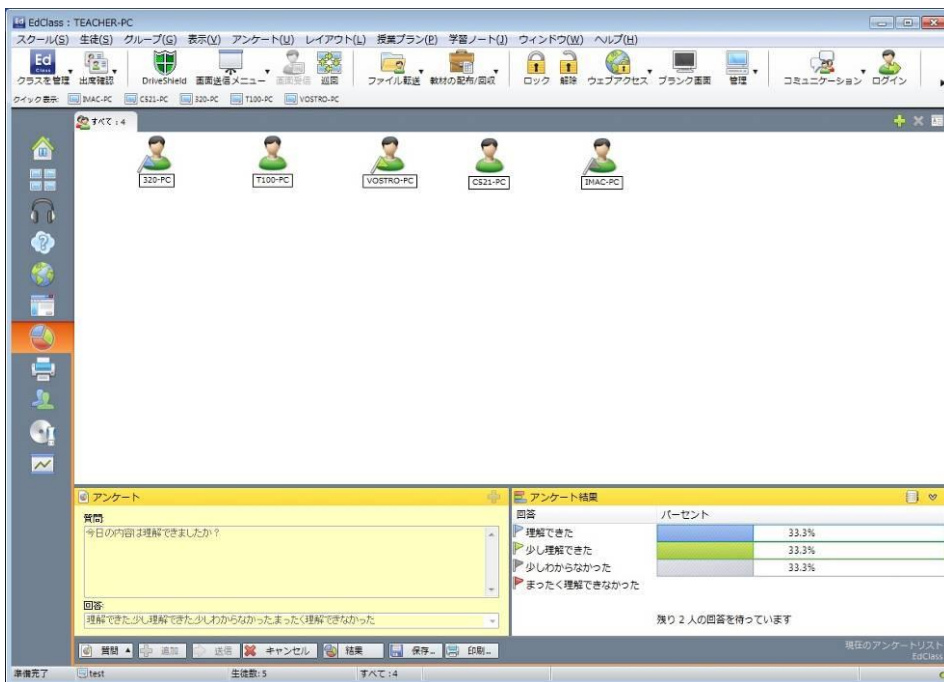 EdClass : TEACHER-PC
スクール(S) 生徒(S) グループ(G) 表示(V) アンケート(U) レイアウト(L) 授業プラン(P) 学習ノート(J) ウィンドウ(W) ヘルプ(H)
Ed
Class
クラスを管理 出席確認 DriveShield 画面送信メニュー 画面受信 巡回 ファイル転送 教材の配布/回収 ロック 解除 ウェブアクセス ブランク画面 管理 コミュニケーション ログイン
クイック表示: IMAC-PC C521-PC 320-PC T100-PC VOSTRO-PC
すべて : 4
320-PC T100-PC VOSTRO-PC C521-PC IMAC-PC
アンケート
質問:
今日の内容は理解できましたか?
回答:
理解できた,少し理解できた,少しわからなかった,まったく理解できなかった
アンケート結果
回答 パーセント
理解できた 33.3%
少し理解できた 33.3%
少しわからなかった 33.3%
まったく理解できなかった
残り 2 人の回答を待っています
質問 追加 送信 キャンセル 結果 保存... 印刷...
現在のアンケートリスト
EdClass
準備完了 test 生徒数: 5 すべて : 4